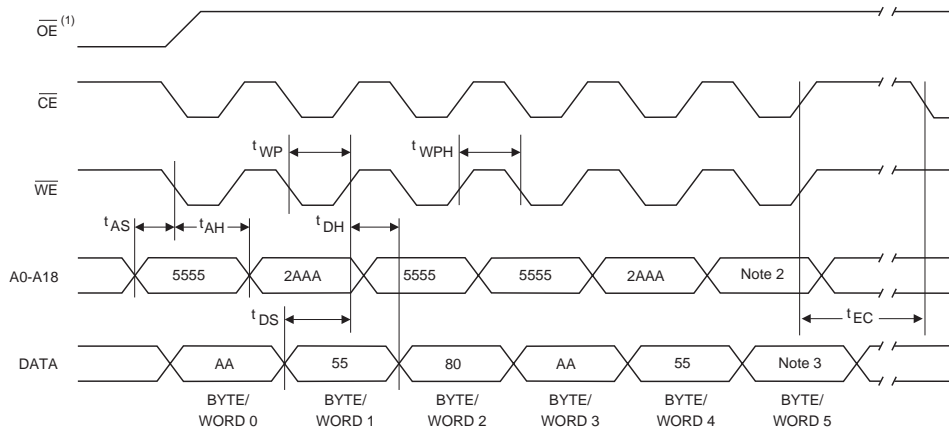 OE (1)
CE
t WP
t WPH
WE
t AS
t AH
t DH
A0-A18
5555
2AAA
5555
5555
2AAA
Note 2
t DS
t EC
DATA
AA
55
80
AA
55
Note 3
BYTE/
WORD 0
BYTE/
WORD 1
BYTE/
WORD 2
BYTE/
WORD 3
BYTE/
WORD 4
BYTE/
WORD 5